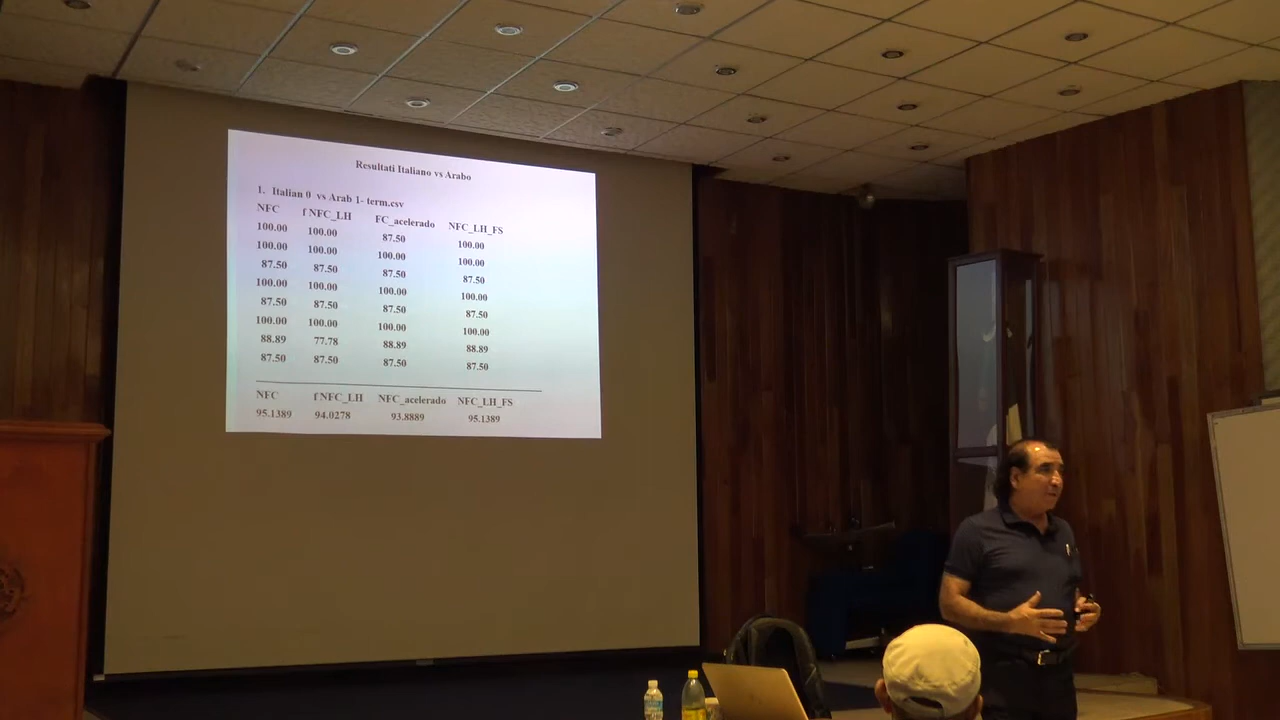 Resultati Italiano vs Arabo
1. Italian 0 vs Arab 1- term.csv
NFC f NFC_LH FC_acelerado NFC_LH_FS
100.00 100.00 87.50 100.00
100.00 100.00 100.00 100.00
87.50 87.50 87.50 87.50
100.00 100.00 100.00 100.00
87.50 87.50 87.50 87.50
100.00 100.00 100.00 100.00
88.89 77.78 88.89 88.89
87.50 87.50 87.50 87.50
NFC f NFC_LH NFC_acelerado NFC_LH_FS
95.1389 94.0278 93.8889 95.1389